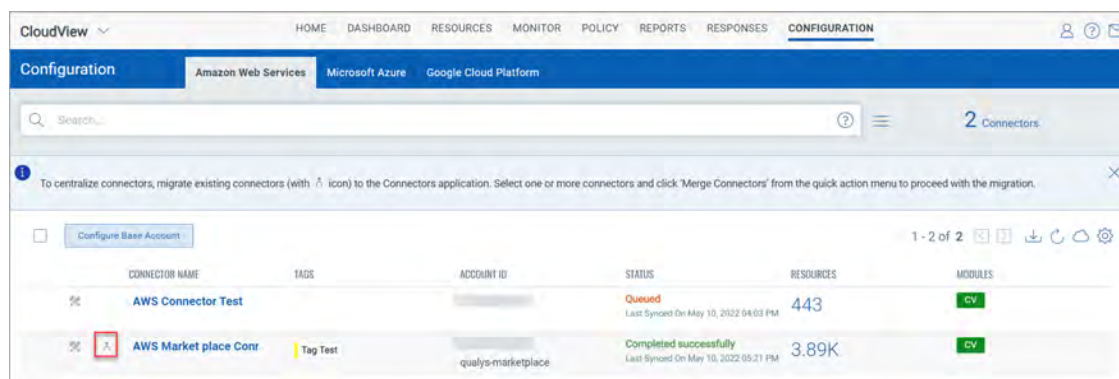 CloudView
HOME DASHBOARD RESOURCES MONITOR POLICY REPORTS RESPONSES CONFIGURATION
Configuration Amazon Web Services Microsoft Azure Google Cloud Platform
Search... 2 Connectors
To centralize connectors, migrate existing connectors (with icon) to the Connectors application. Select one or more connectors and click 'Merge Connectors' from the quick action menu to proceed with the migration.
Configure Base Account 1 - 2 of 2
CONNECTOR NAME TAGS ACCOUNT ID STATUS RESOURCES MODULES
AWS Connector Test Queued 443 CV
Last Synced On May 10, 2022 04:03 PM
AWS Market place Conr Tag Test Completed successfully 3.89K CV
qualys-marketplace Last Synced On May 10, 2022 05:21 PM